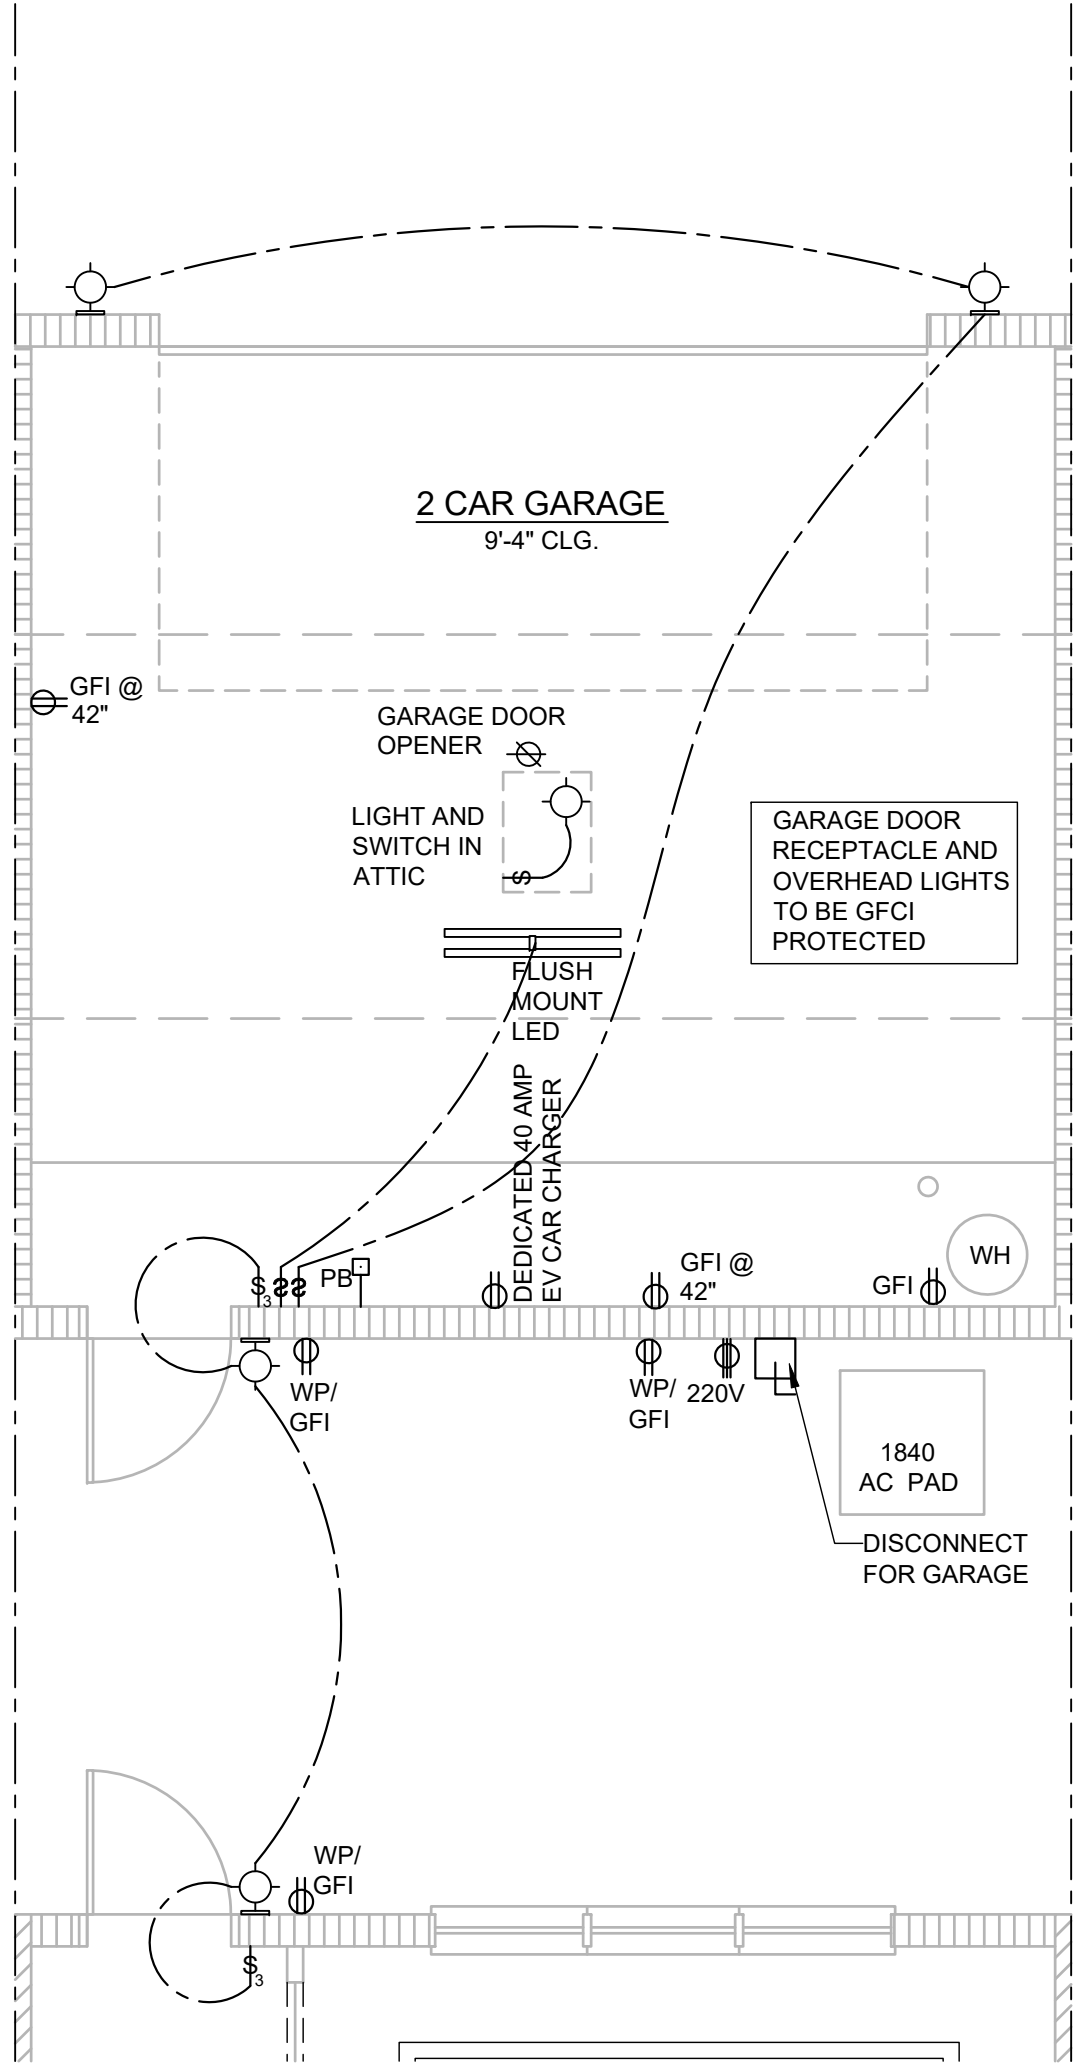 2 CAR GARAGE
9'-4" CLG.
GFI @
42"
GARAGE DOOR
OPENER
LIGHT AND
SWITCH IN
ATTIC
S
GARAGE DOOR
RECEPTACLE AND
OVERHEAD LIGHTS
TO BE GFCI
PROTECTED
FLUSH
MOUNT
LED
DEDICATED 40 AMP
EV CAR CHARGER
S3
S
S
PB
GFI @
42"
GFI
WH
WP/
GFI
WP/
GFI
220V
1840
AC PAD
DISCONNECT
FOR GARAGE
WP/
GFI
S3